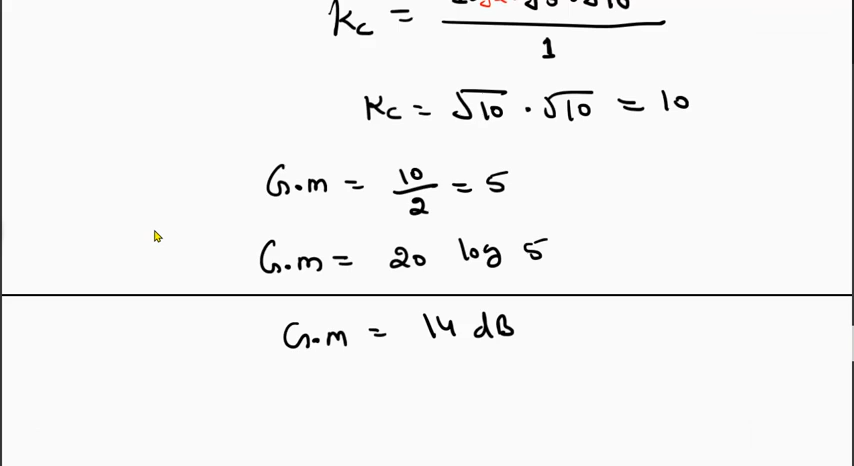 Kc =
1
Kc = √10 · √10 = 10
G.m = 10/2 = 5
G.m = 20 log 5
G.m = 14 dB